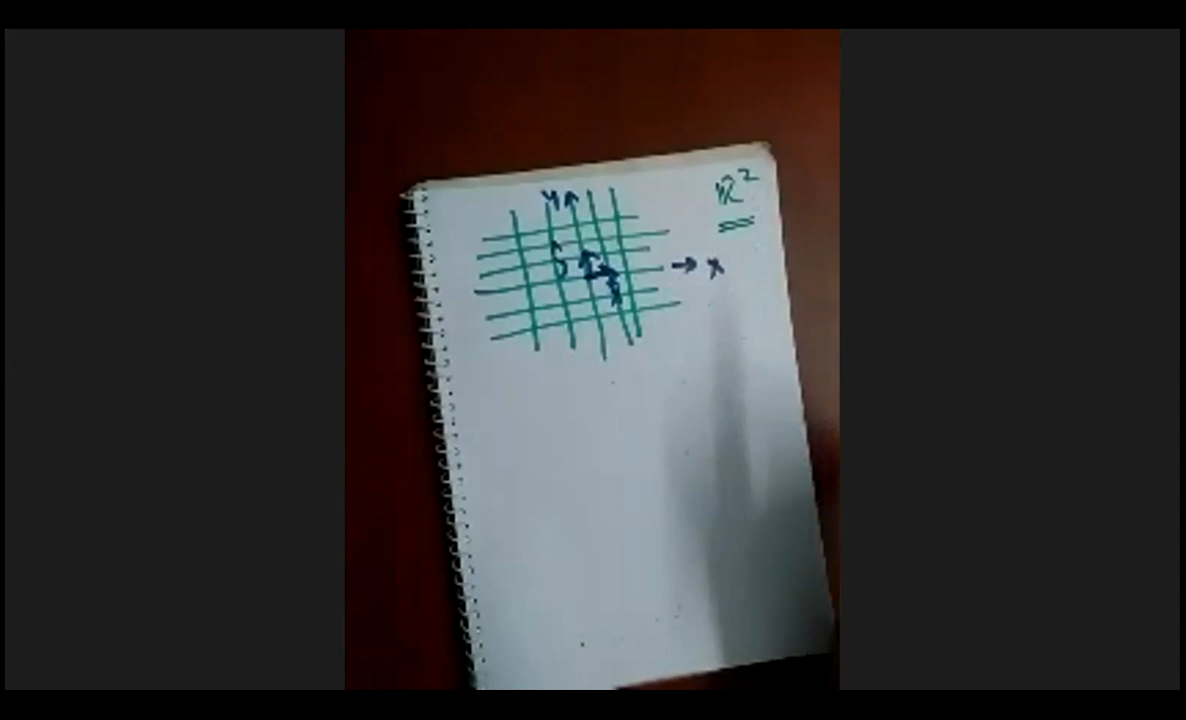 ℝ²
y
ĵ
x
î